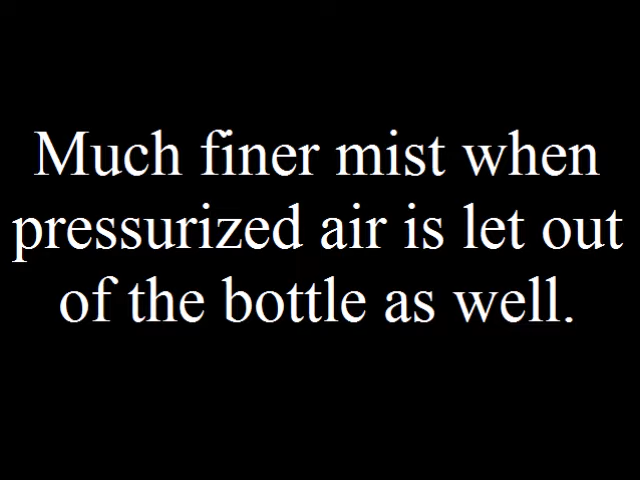 Much finer mist when
pressurized air is let out
of the bottle as well.